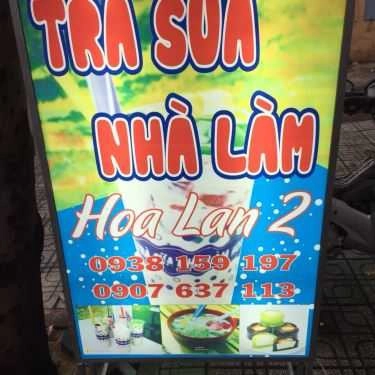 TRÀ SỮA
NHÀ LÀM
Hoa Lan 2
0938 159 197
0907 637 113